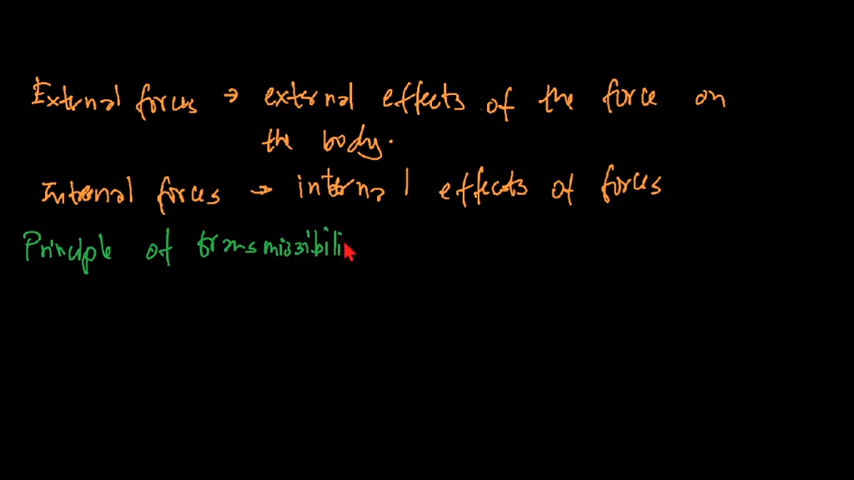 External forces → external effects of the force on
the body.
Internal forces → internal effects of forces
Principle of transmissibili